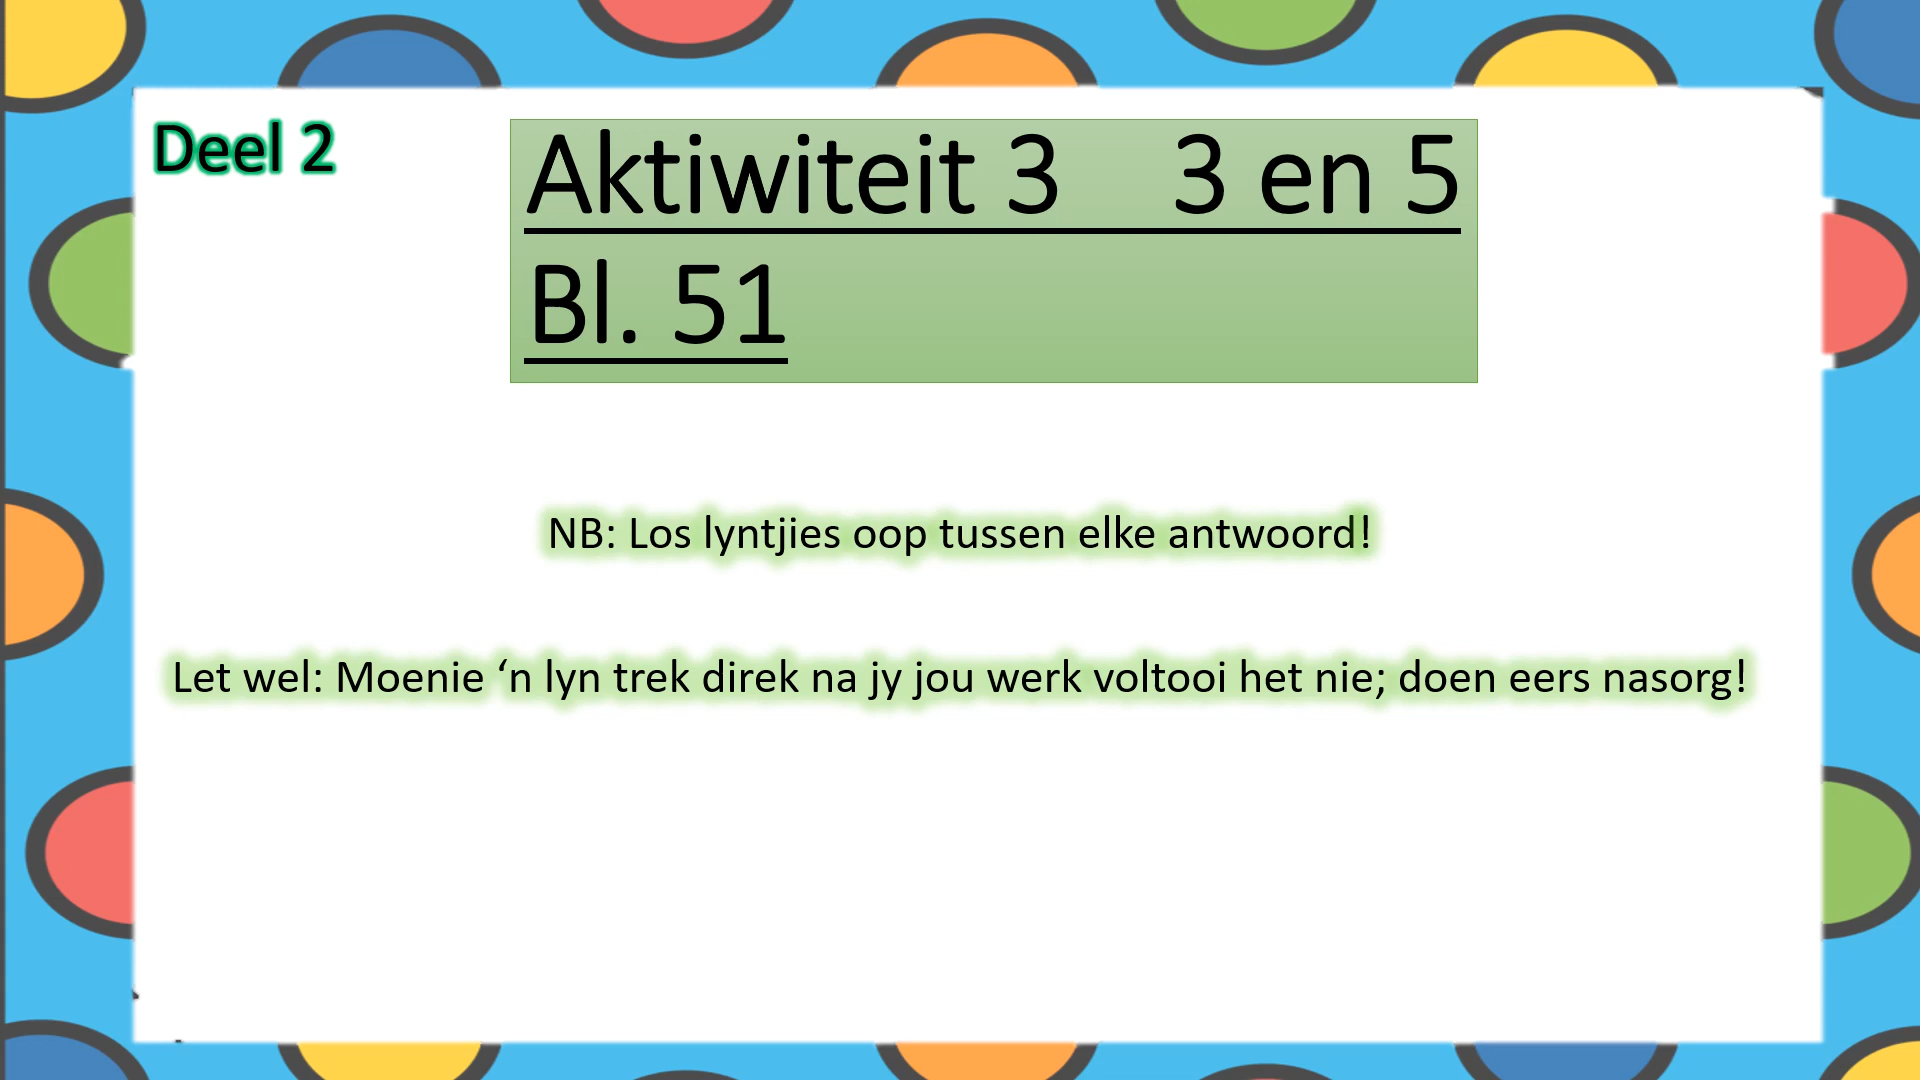 Deel 2
Aktiwiteit 3 3 en 5
Bl. 51
NB: Los lyntjies oop tussen elke antwoord!
Let wel: Moenie ‘n lyn trek direk na jy jou werk voltooi het nie; doen eers nasorg!